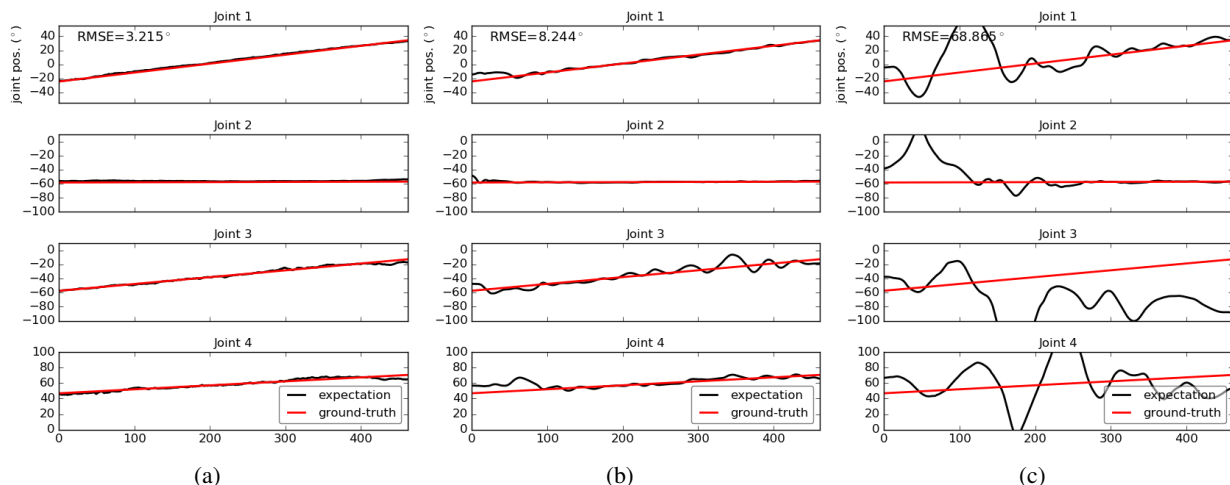 Joint 1
RMSE=3.215°
joint pos. (°)
40
20
0
−20
−40
Joint 2
0
−20
−40
−60
−80
−100
Joint 3
0
−20
−40
−60
−80
−100
Joint 4
100
80
60
40
20
0
expectation
ground-truth
0 100 200 300 400
(a)
Joint 1
RMSE=8.244°
joint pos. (°)
40
20
0
−20
−40
Joint 2
0
−20
−40
−60
−80
−100
Joint 3
0
−20
−40
−60
−80
−100
Joint 4
100
80
60
40
20
0
expectation
ground-truth
0 100 200 300 400
(b)
Joint 1
RMSE=68.865°
joint pos. (°)
40
20
0
−20
−40
Joint 2
0
−20
−40
−60
−80
−100
Joint 3
0
−20
−40
−60
−80
−100
Joint 4
100
80
60
40
20
0
expectation
ground-truth
0 100 200 300 400
(c)